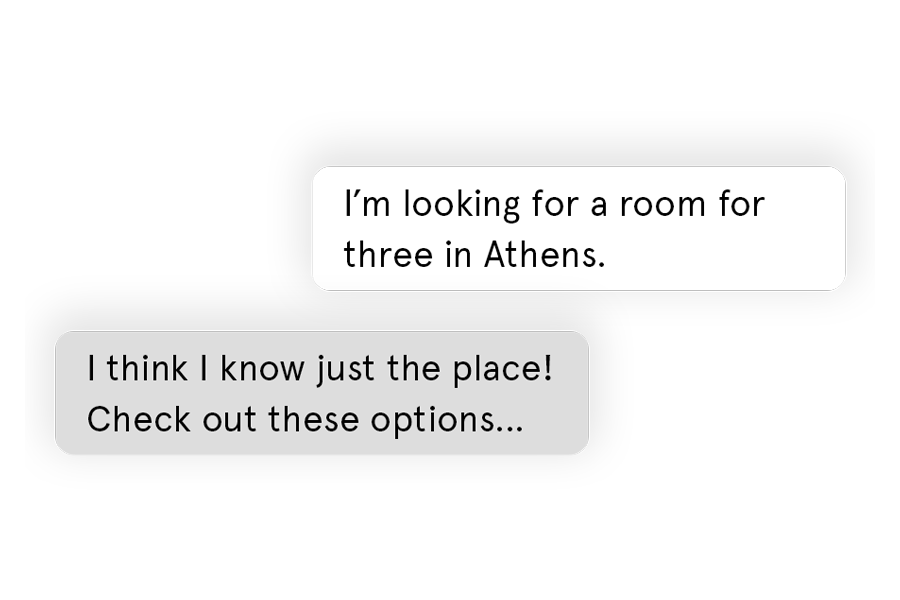 I´m looking for a room for
three in Athens.
I think I know just the place!
Check out these options...